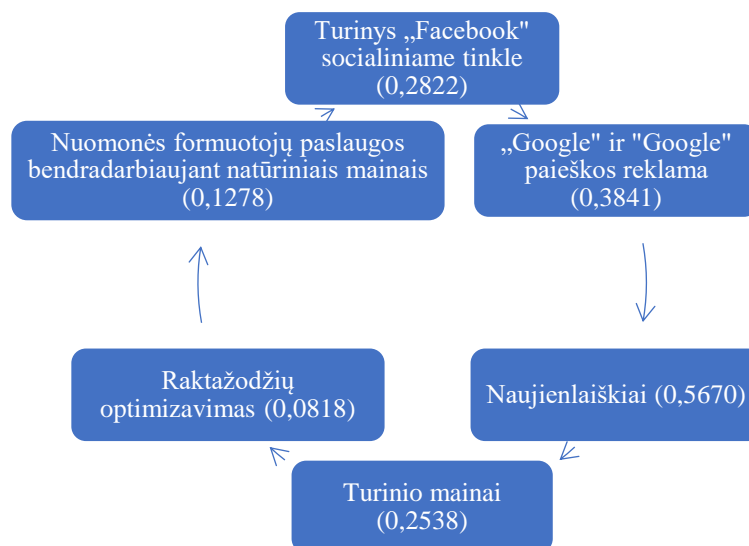 Turinys „Facebook"
socialiniame tinkle
(0,2822)
Nuomonės formuotojų paslaugos
bendradarbiaujant natūriniais mainais
(0,1278)
„Google" ir "Google"
paieškos reklama
(0,3841)
Raktažodžių
optimizavimas (0,0818)
Naujienlaiškiai (0,5670)
Turinio mainai
(0,2538)